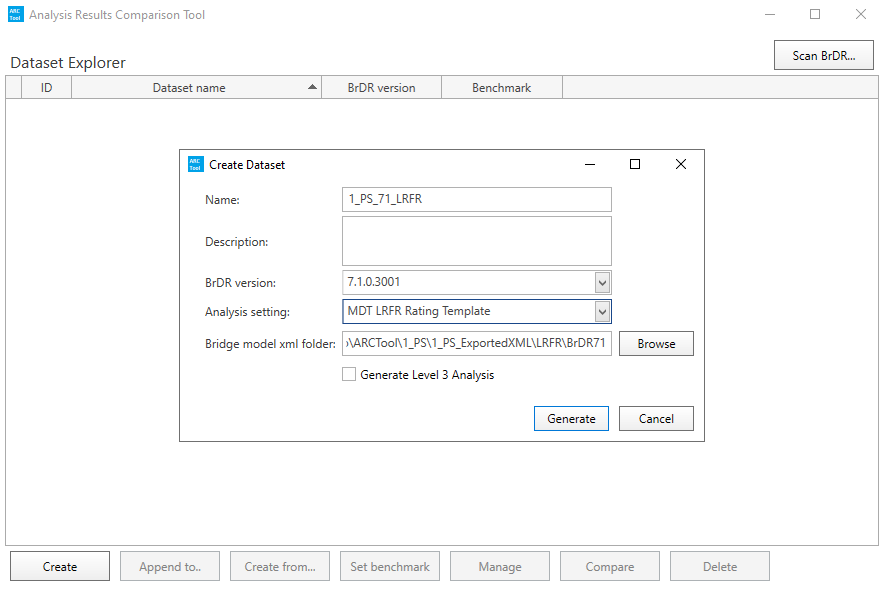 ARC Tool Analysis Results Comparison Tool
Scan BrDR...
Dataset Explorer
ID Dataset name BrDR version Benchmark
ARC Tool Create Dataset
Name: 1_PS_71_LRFR
Description:
BrDR version: 7.1.0.3001
Analysis setting: MDT LRFR Rating Template
Bridge model xml folder: \ARCTool\1_PS\1_PS_ExportedXML\LRFR\BrDR71 Browse
Generate Level 3 Analysis
Generate Cancel
Create Append to.. Create from... Set benchmark Manage Compare Delete